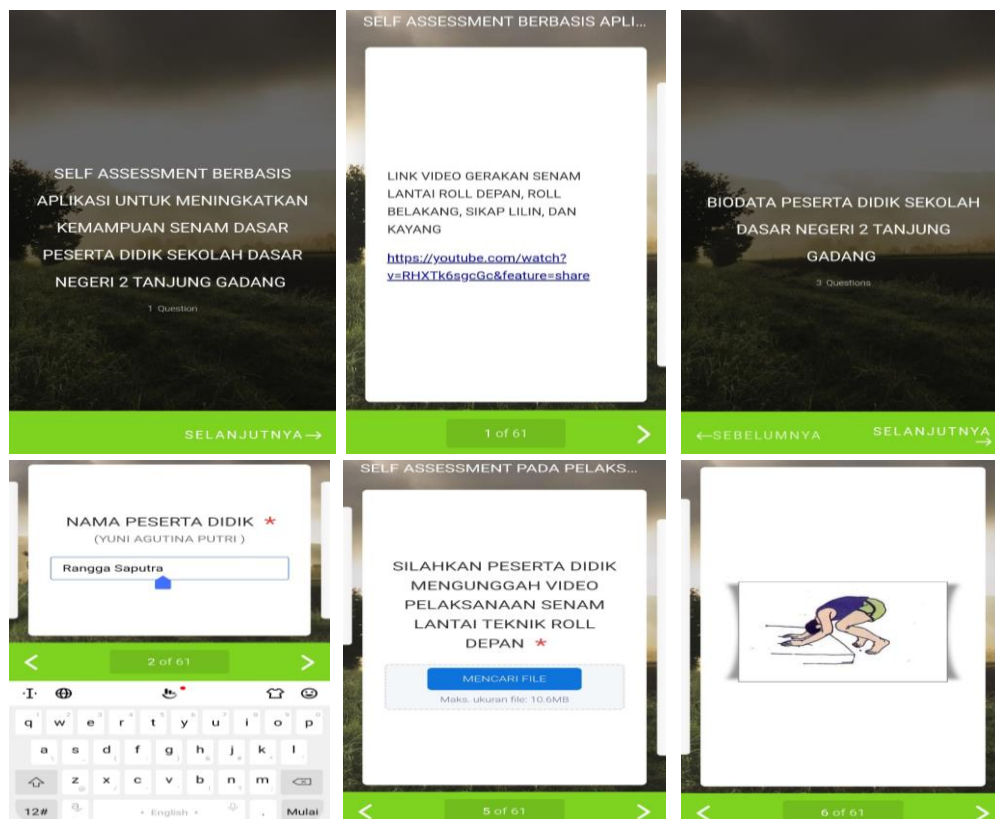 SELF ASSESSMENT BERBASIS
APLIKASI UNTUK MENINGKATKAN
KEMAMPUAN SENAM DASAR
PESERTA DIDIK SEKOLAH DASAR
NEGERI 2 TANJUNG GADANG
1 Question
SELANJUTNYA→
SELF ASSESSMENT BERBASIS APLI...
LINK VIDEO GERAKAN SENAM
LANTAI ROLL DEPAN, ROLL
BELAKANG, SIKAP LILIN, DAN
KAYANG
https://youtube.com/watch?
v=RHXTk6sgcGc&feature=share
1 of 61
BIODATA PESERTA DIDIK SEKOLAH
DASAR NEGERI 2 TANJUNG
GADANG
3 Questions
←SEBELUMNYA
SELANJUTNYA
→
NAMA PESERTA DIDIK *
(YUNI AGUTINA PUTRI )
Rangga Saputra
2 of 61
q w e r t y u i o p
a s d f g h j k l
z x c v b n m
12# • English • . Mulai
SELF ASSESSMENT PADA PELAKS...
SILAHKAN PESERTA DIDIK
MENGUNGGAH VIDEO
PELAKSANAAN SENAM
LANTAI TEKNIK ROLL
DEPAN *
MENCARI FILE
Maks. ukuran file: 10.6MB
5 of 61
6 of 61